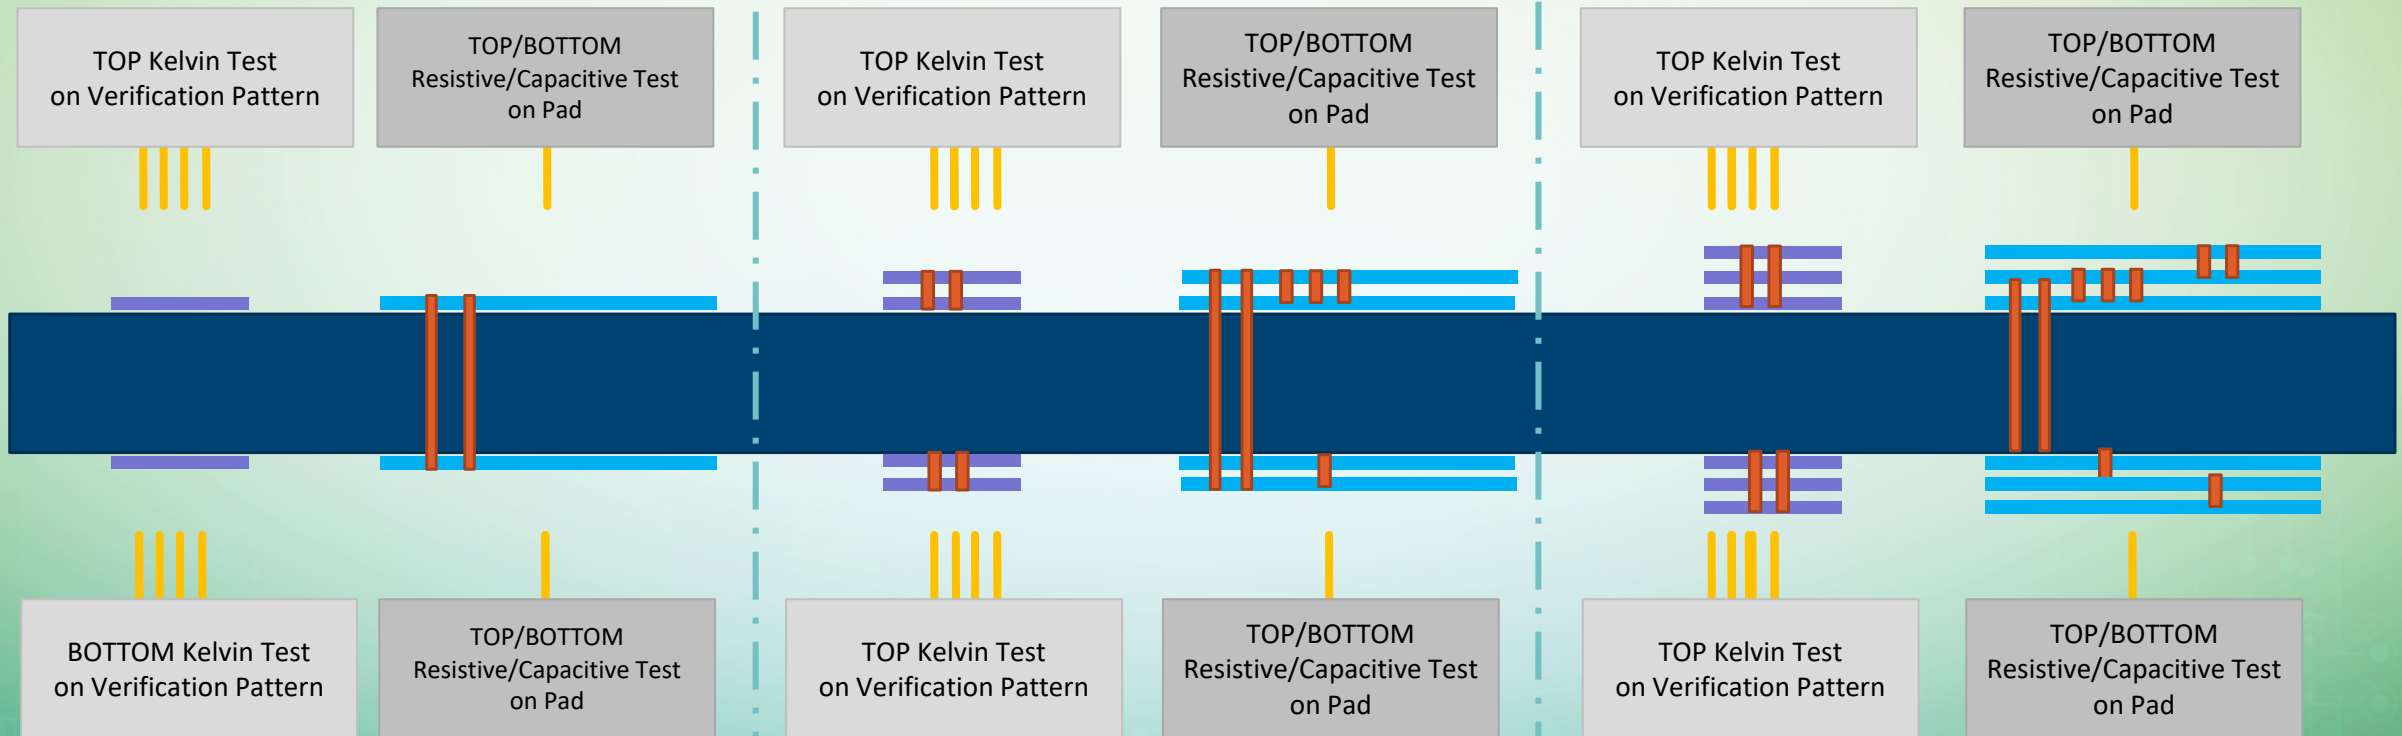 TOP Kelvin Test
on Verification Pattern
TOP/BOTTOM
Resistive/Capacitive Test
on Pad
TOP Kelvin Test
on Verification Pattern
TOP/BOTTOM
Resistive/Capacitive Test
on Pad
TOP Kelvin Test
on Verification Pattern
TOP/BOTTOM
Resistive/Capacitive Test
on Pad
BOTTOM Kelvin Test
on Verification Pattern
TOP/BOTTOM
Resistive/Capacitive Test
on Pad
TOP Kelvin Test
on Verification Pattern
TOP/BOTTOM
Resistive/Capacitive Test
on Pad
TOP Kelvin Test
on Verification Pattern
TOP/BOTTOM
Resistive/Capacitive Test
on Pad